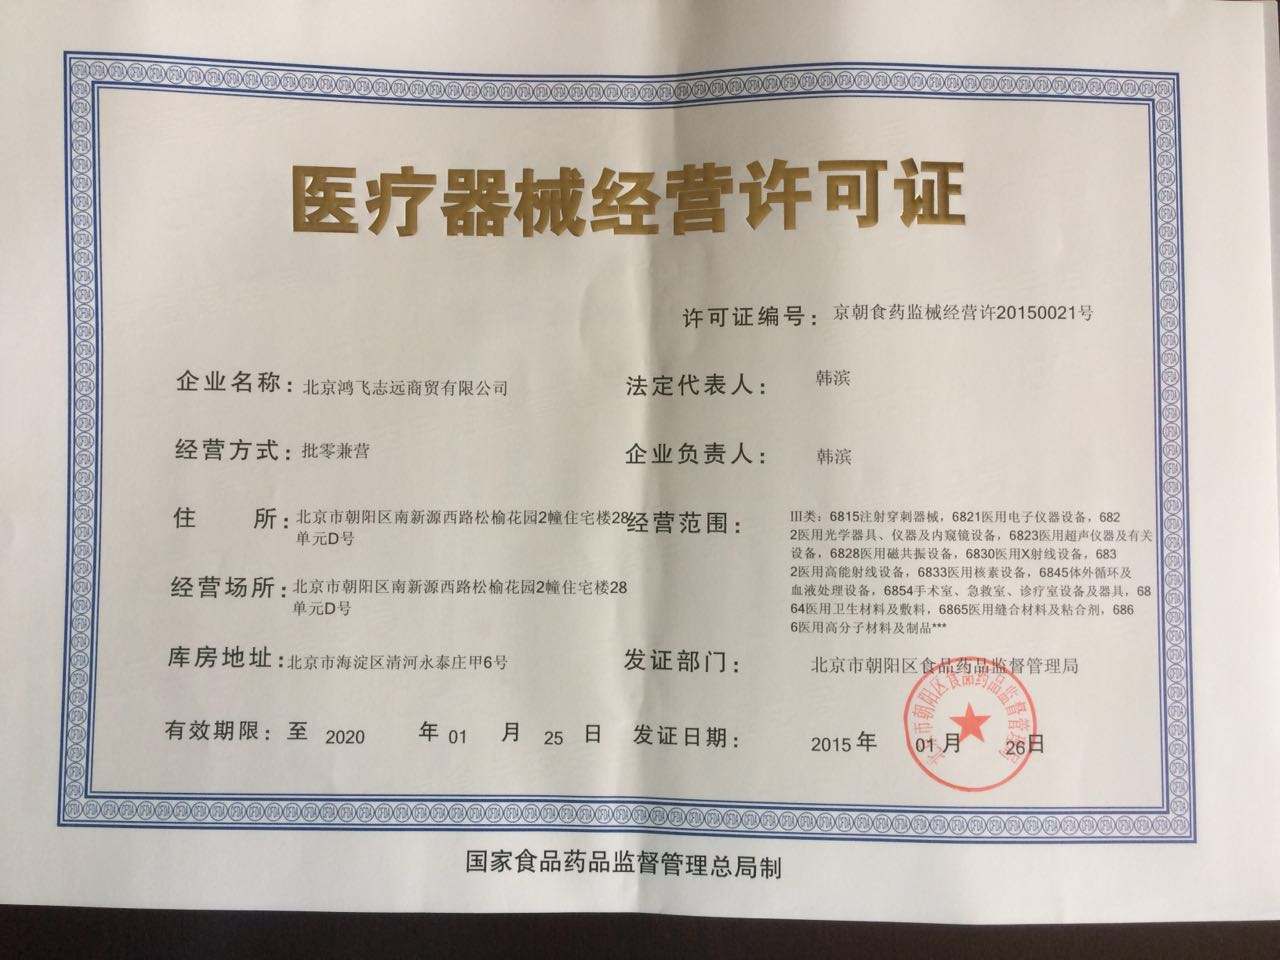 医疗器械经营许可证
许可证编号：京朝食药监械经营许20150021号
企业名称：北京鸿飞志远商贸有限公司
法定代表人：韩滨
经营方式：批零兼营
企业负责人：韩滨
住 所：北京市朝阳区南新源西路松榆花园2幢住宅楼28
单元D号
经营范围：Ⅲ类：6815注射穿刺器械，6821医用电子仪器设备，682
2医用光学器具、仪器及内窥镜设备，6823医用超声仪器及有关
设备，6828医用磁共振设备，6830医用X射线设备，683
2医用高能射线设备，6833医用核素设备，6845体外循环及
血液处理设备，6854手术室、急救室、诊疗室设备及器具，68
64医用卫生材料及敷料，6865医用缝合材料及粘合剂，686
6医用高分子材料及制品***
经营场所：北京市朝阳区南新源西路松榆花园2幢住宅楼28
单元D号
库房地址：北京市海淀区清河永泰庄甲6号
发证部门：北京市朝阳区食品药品监督管理局
有效期限：至 2020 年 01 月 25 日
发证日期：2015 年 01 月 26日
北京市朝阳区食品药品监督管理局
国家食品药品监督管理总局制